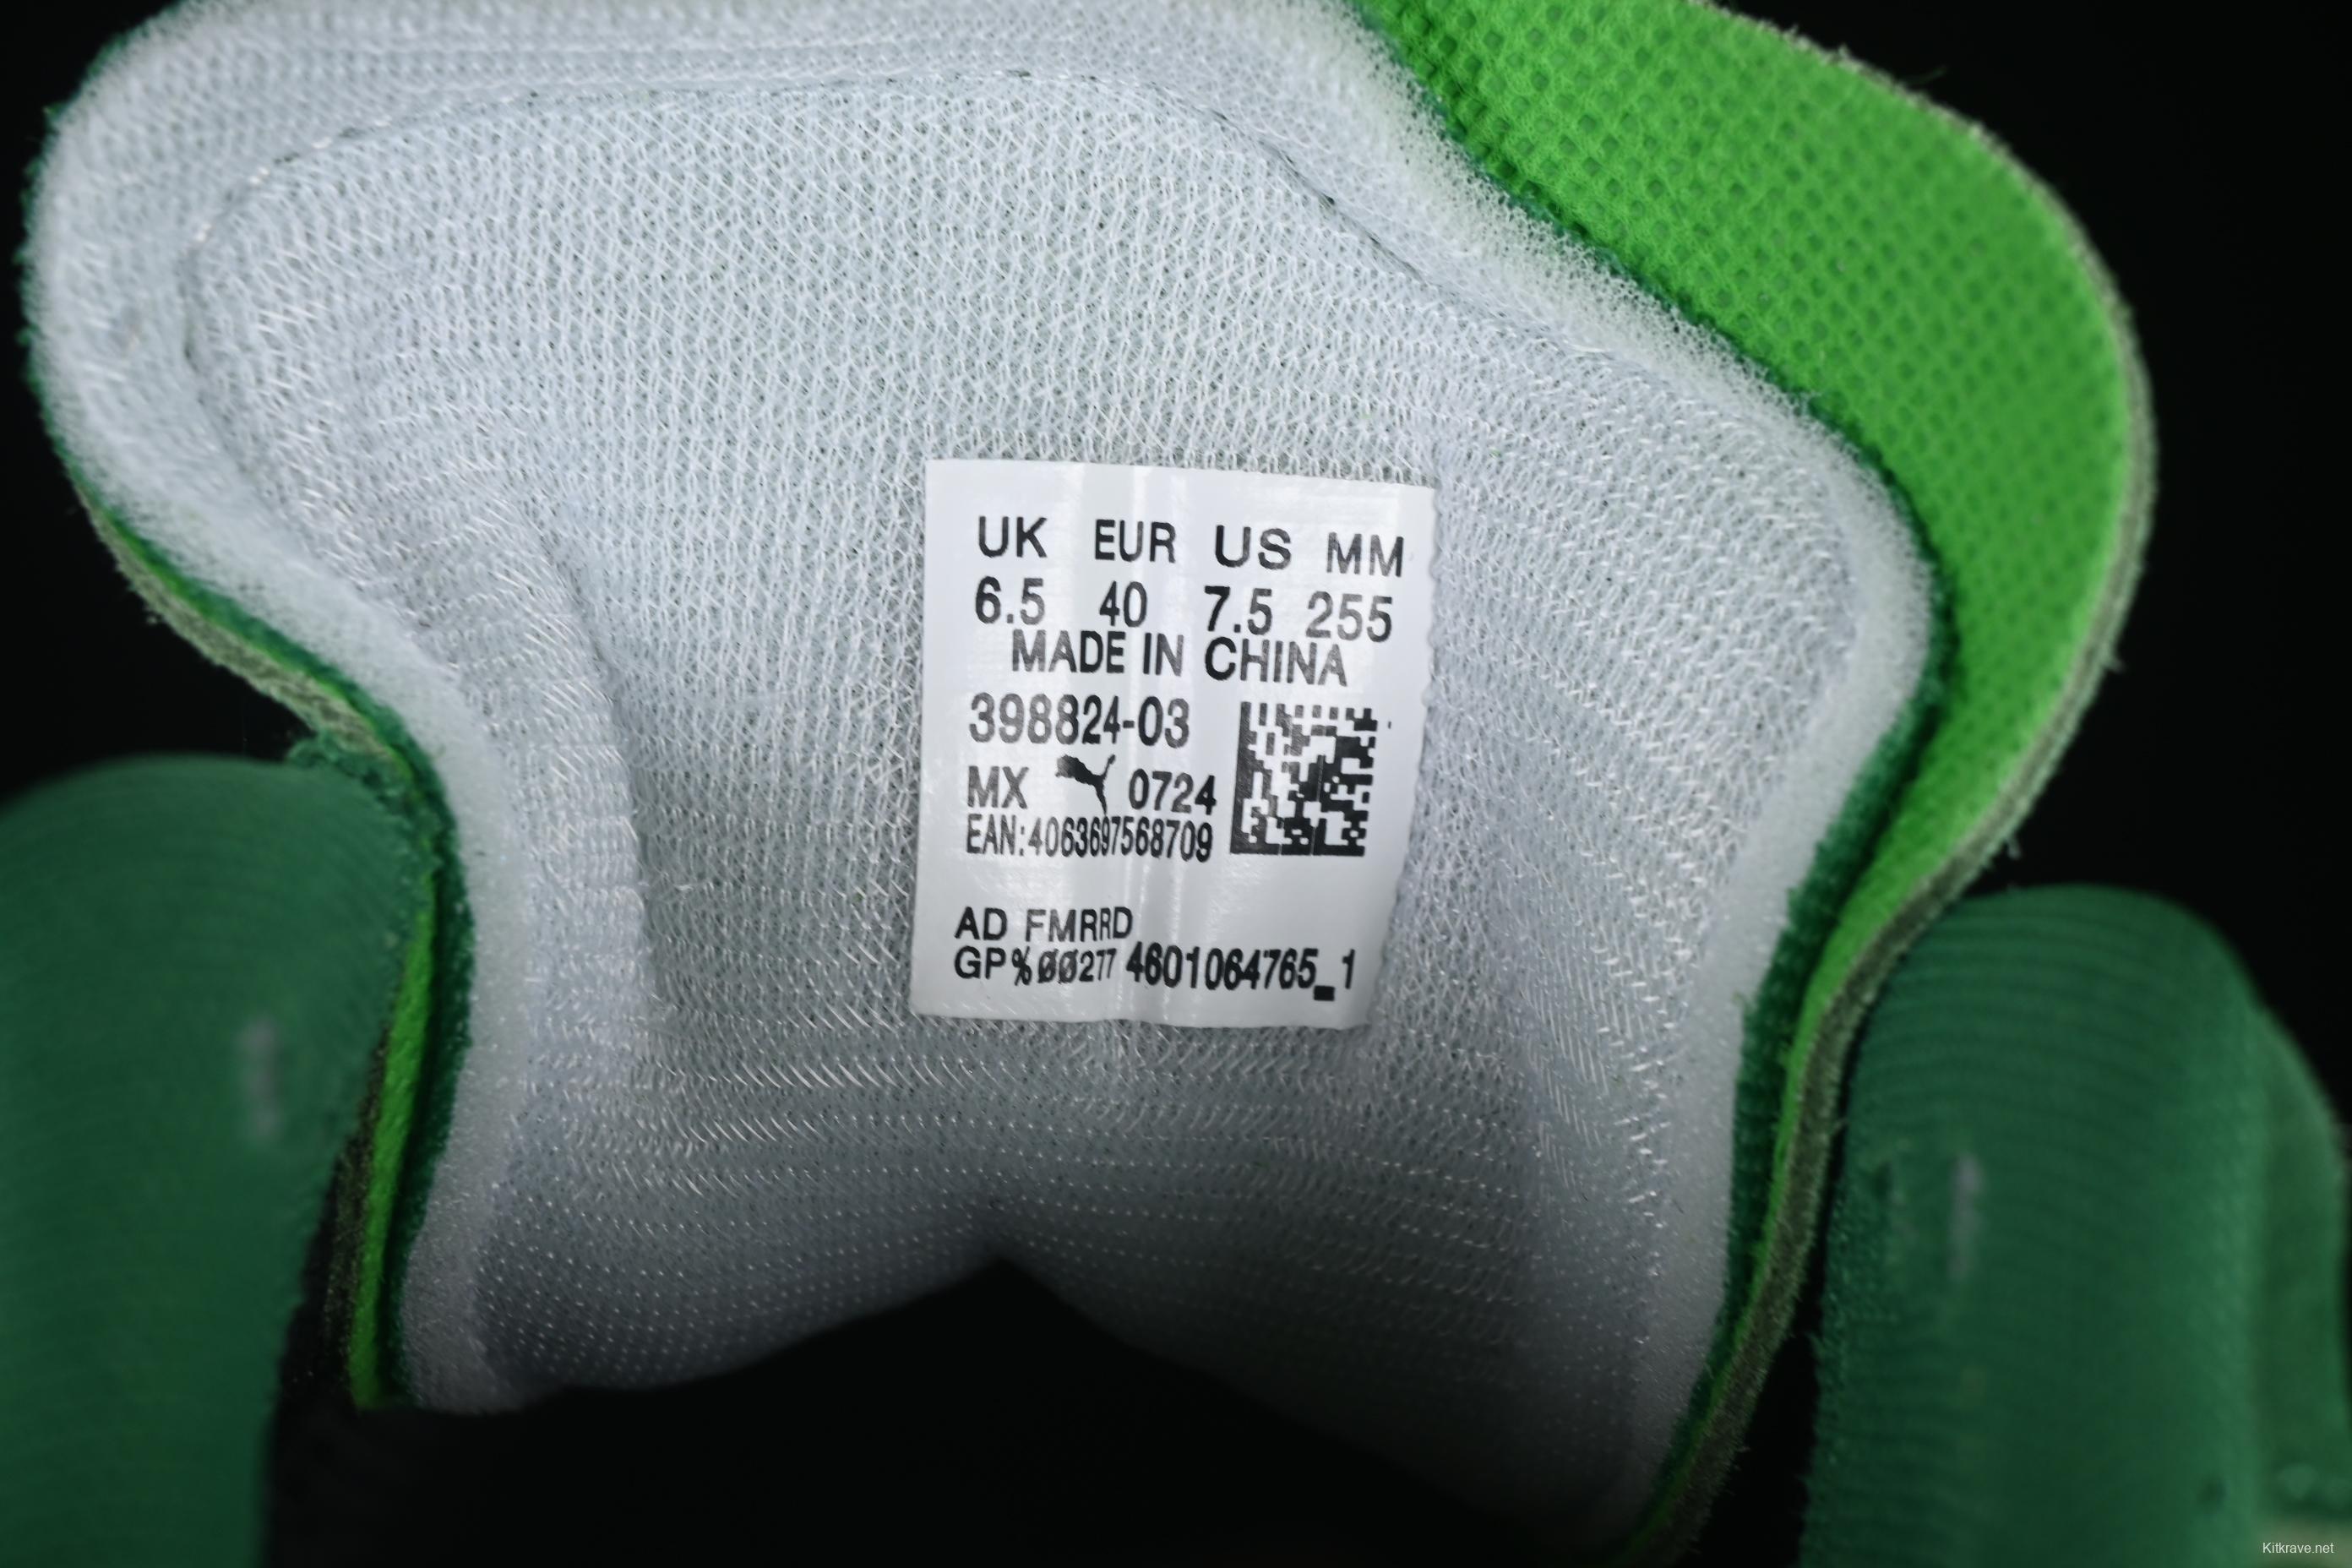 UK EUR US MM
6.5 40 7.5 255
MADE IN CHINA
398824-03
MX 0724
EAN:4063697568709
AD FMRRD
GP%ØØ277 4601064765_1
Kitkrave.net